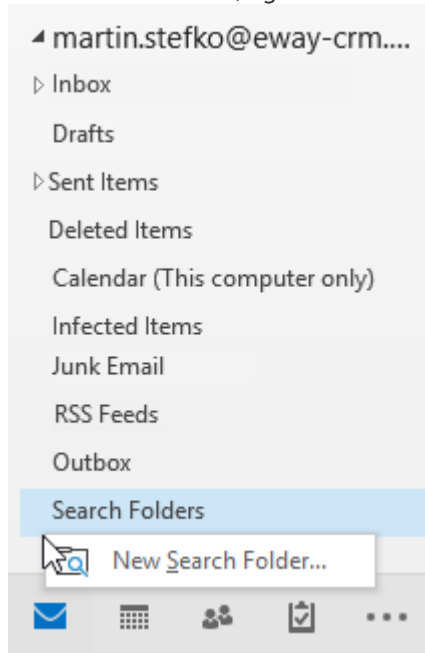 martin.stefko@eway-crm....
Inbox
Drafts
Sent Items
Deleted Items
Calendar (This computer only)
Infected Items
Junk Email
RSS Feeds
Outbox
Search Folders
New Search Folder...